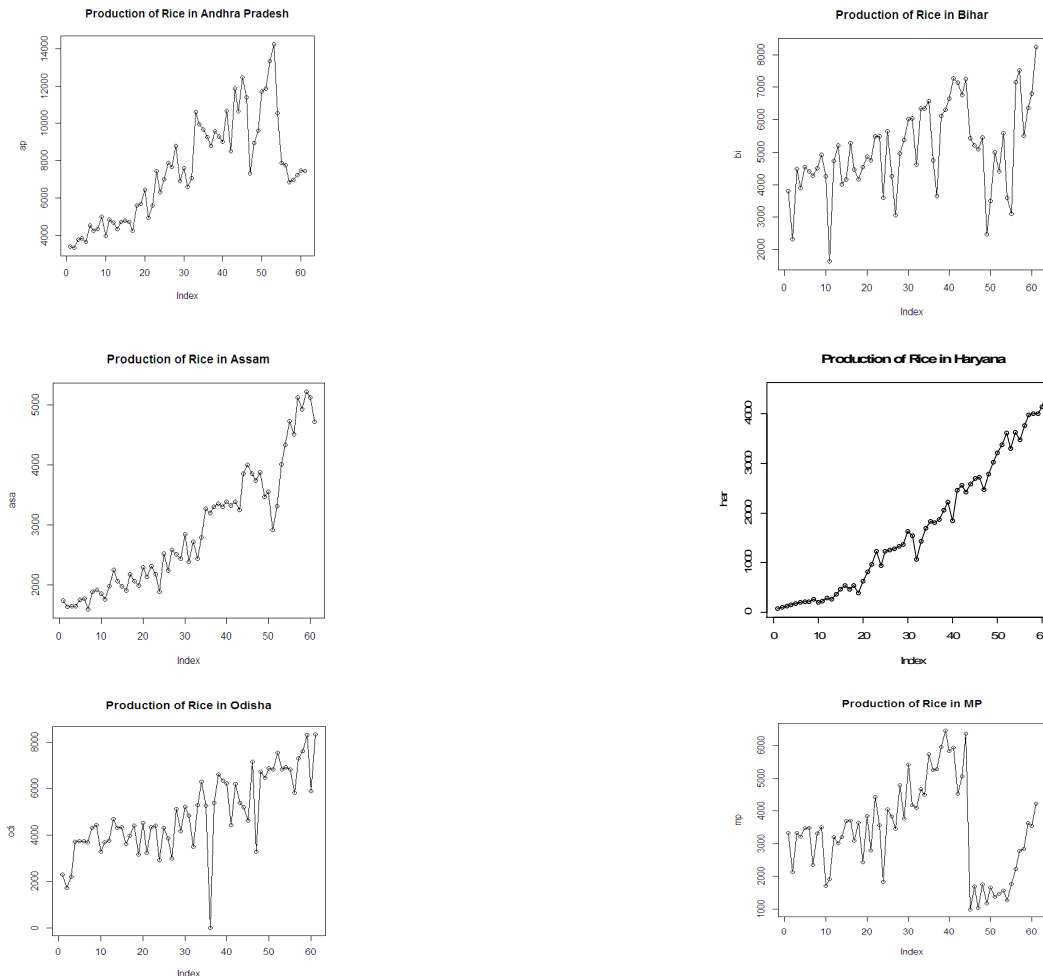 Production of Rice in Andhra Pradesh
14000
12000
10000
8000
6000
4000
ap
0 10 20 30 40 50 60
Index
Production of Rice in Bihar
8000
7000
6000
5000
4000
3000
2000
bi
0 10 20 30 40 50 60
Index
Production of Rice in Assam
5000
4000
3000
2000
asa
0 10 20 30 40 50 60
Index
Production of Rice in Haryana
4000
3000
2000
1000
0
har
0 10 20 30 40 50 60
Index
Production of Rice in Odisha
8000
6000
4000
2000
0
odi
0 10 20 30 40 50 60
Index
Production of Rice in MP
6000
5000
4000
3000
2000
1000
mp
0 10 20 30 40 50 60
Index